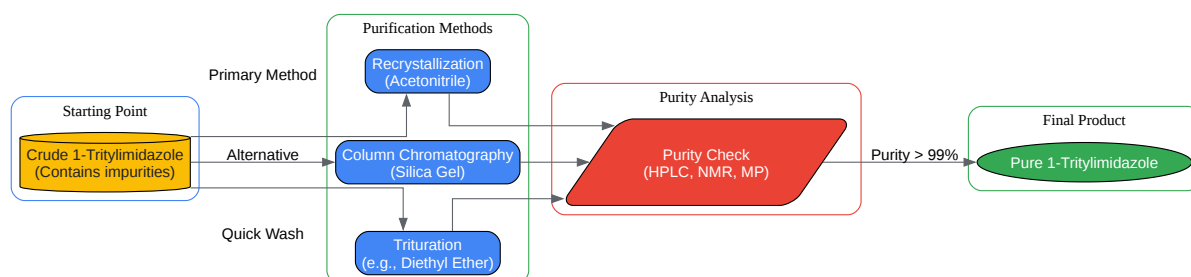 Purification Methods
Primary Method
Recrystallization
(Acetonitrile)
Starting Point
Crude 1-Tritylimidazole
(Contains impurities)
Alternative
Column Chromatography
(Silica Gel)
Quick Wash
Trituration
(e.g., Diethyl Ether)
Purity Analysis
Purity Check
(HPLC, NMR, MP)
Purity > 99%
Final Product
Pure 1-Tritylimidazole